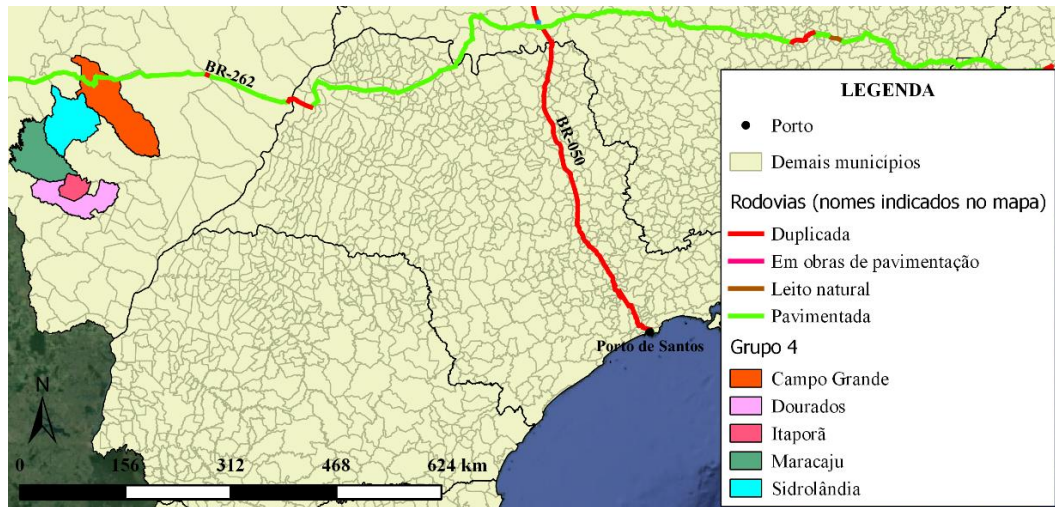 BR-262
BR-050
Porto de Santos
N
0 156 312 468 624 km
LEGENDA
Porto
Demais municípios
Rodovias (nomes indicados no mapa)
Duplicada
Em obras de pavimentação
Leito natural
Pavimentada
Grupo 4
Campo Grande
Dourados
Itaporã
Maracaju
Sidrolândia